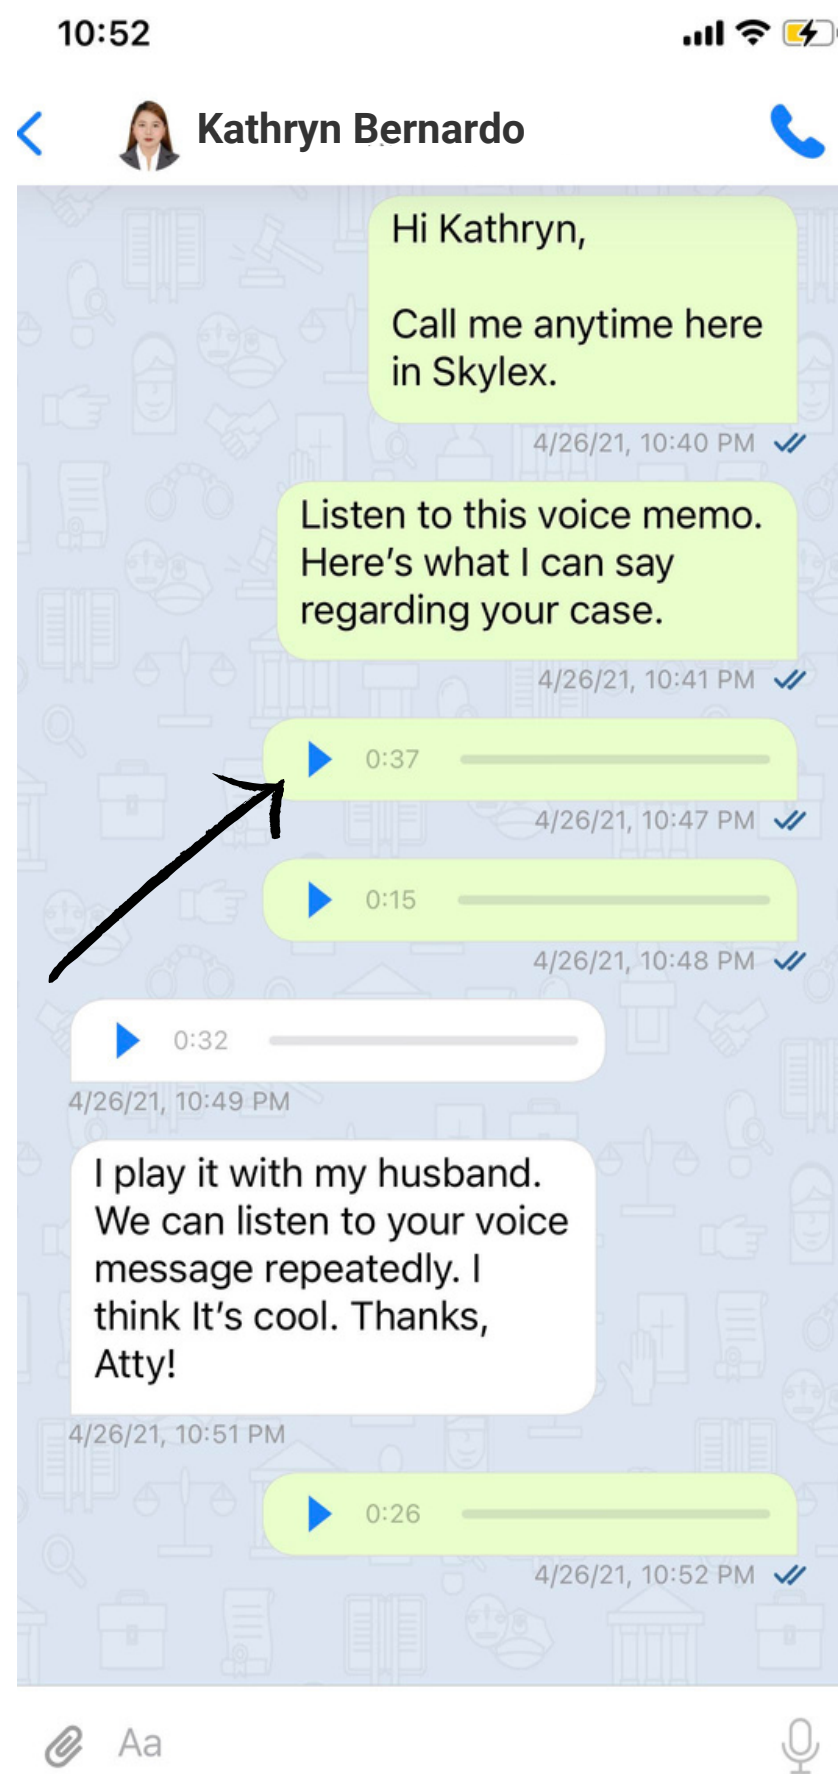 10:52
Kathryn Bernardo
Hi Kathryn,
Call me anytime here
in Skylex.
4/26/21, 10:40 PM
Listen to this voice memo.
Here's what I can say
regarding your case.
4/26/21, 10:41 PM
0:37
4/26/21, 10:47 PM
0:15
4/26/21, 10:48 PM
0:32
4/26/21, 10:49 PM
I play it with my husband.
We can listen to your voice
message repeatedly. I
think It's cool. Thanks,
Atty!
4/26/21, 10:51 PM
0:26
4/26/21, 10:52 PM
Aa